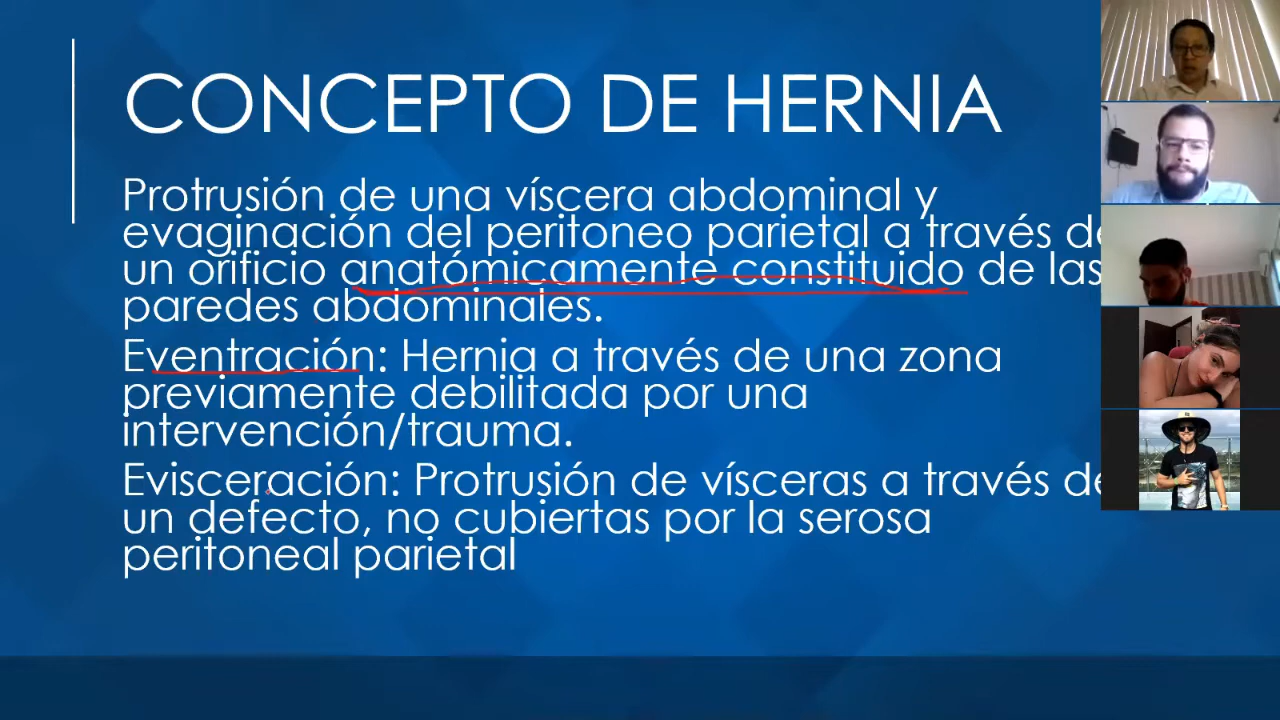 CONCEPTO DE HERNIA
Protrusión de una víscera abdominal y
evaginación del peritoneo parietal a través de
un orificio anatómicamente constituido de las
paredes abdominales.
Eventración: Hernia a través de una zona
previamente debilitada por una
intervención/trauma.
Evisceración: Protrusión de vísceras a través de
un defecto, no cubiertas por la serosa
peritoneal parietal